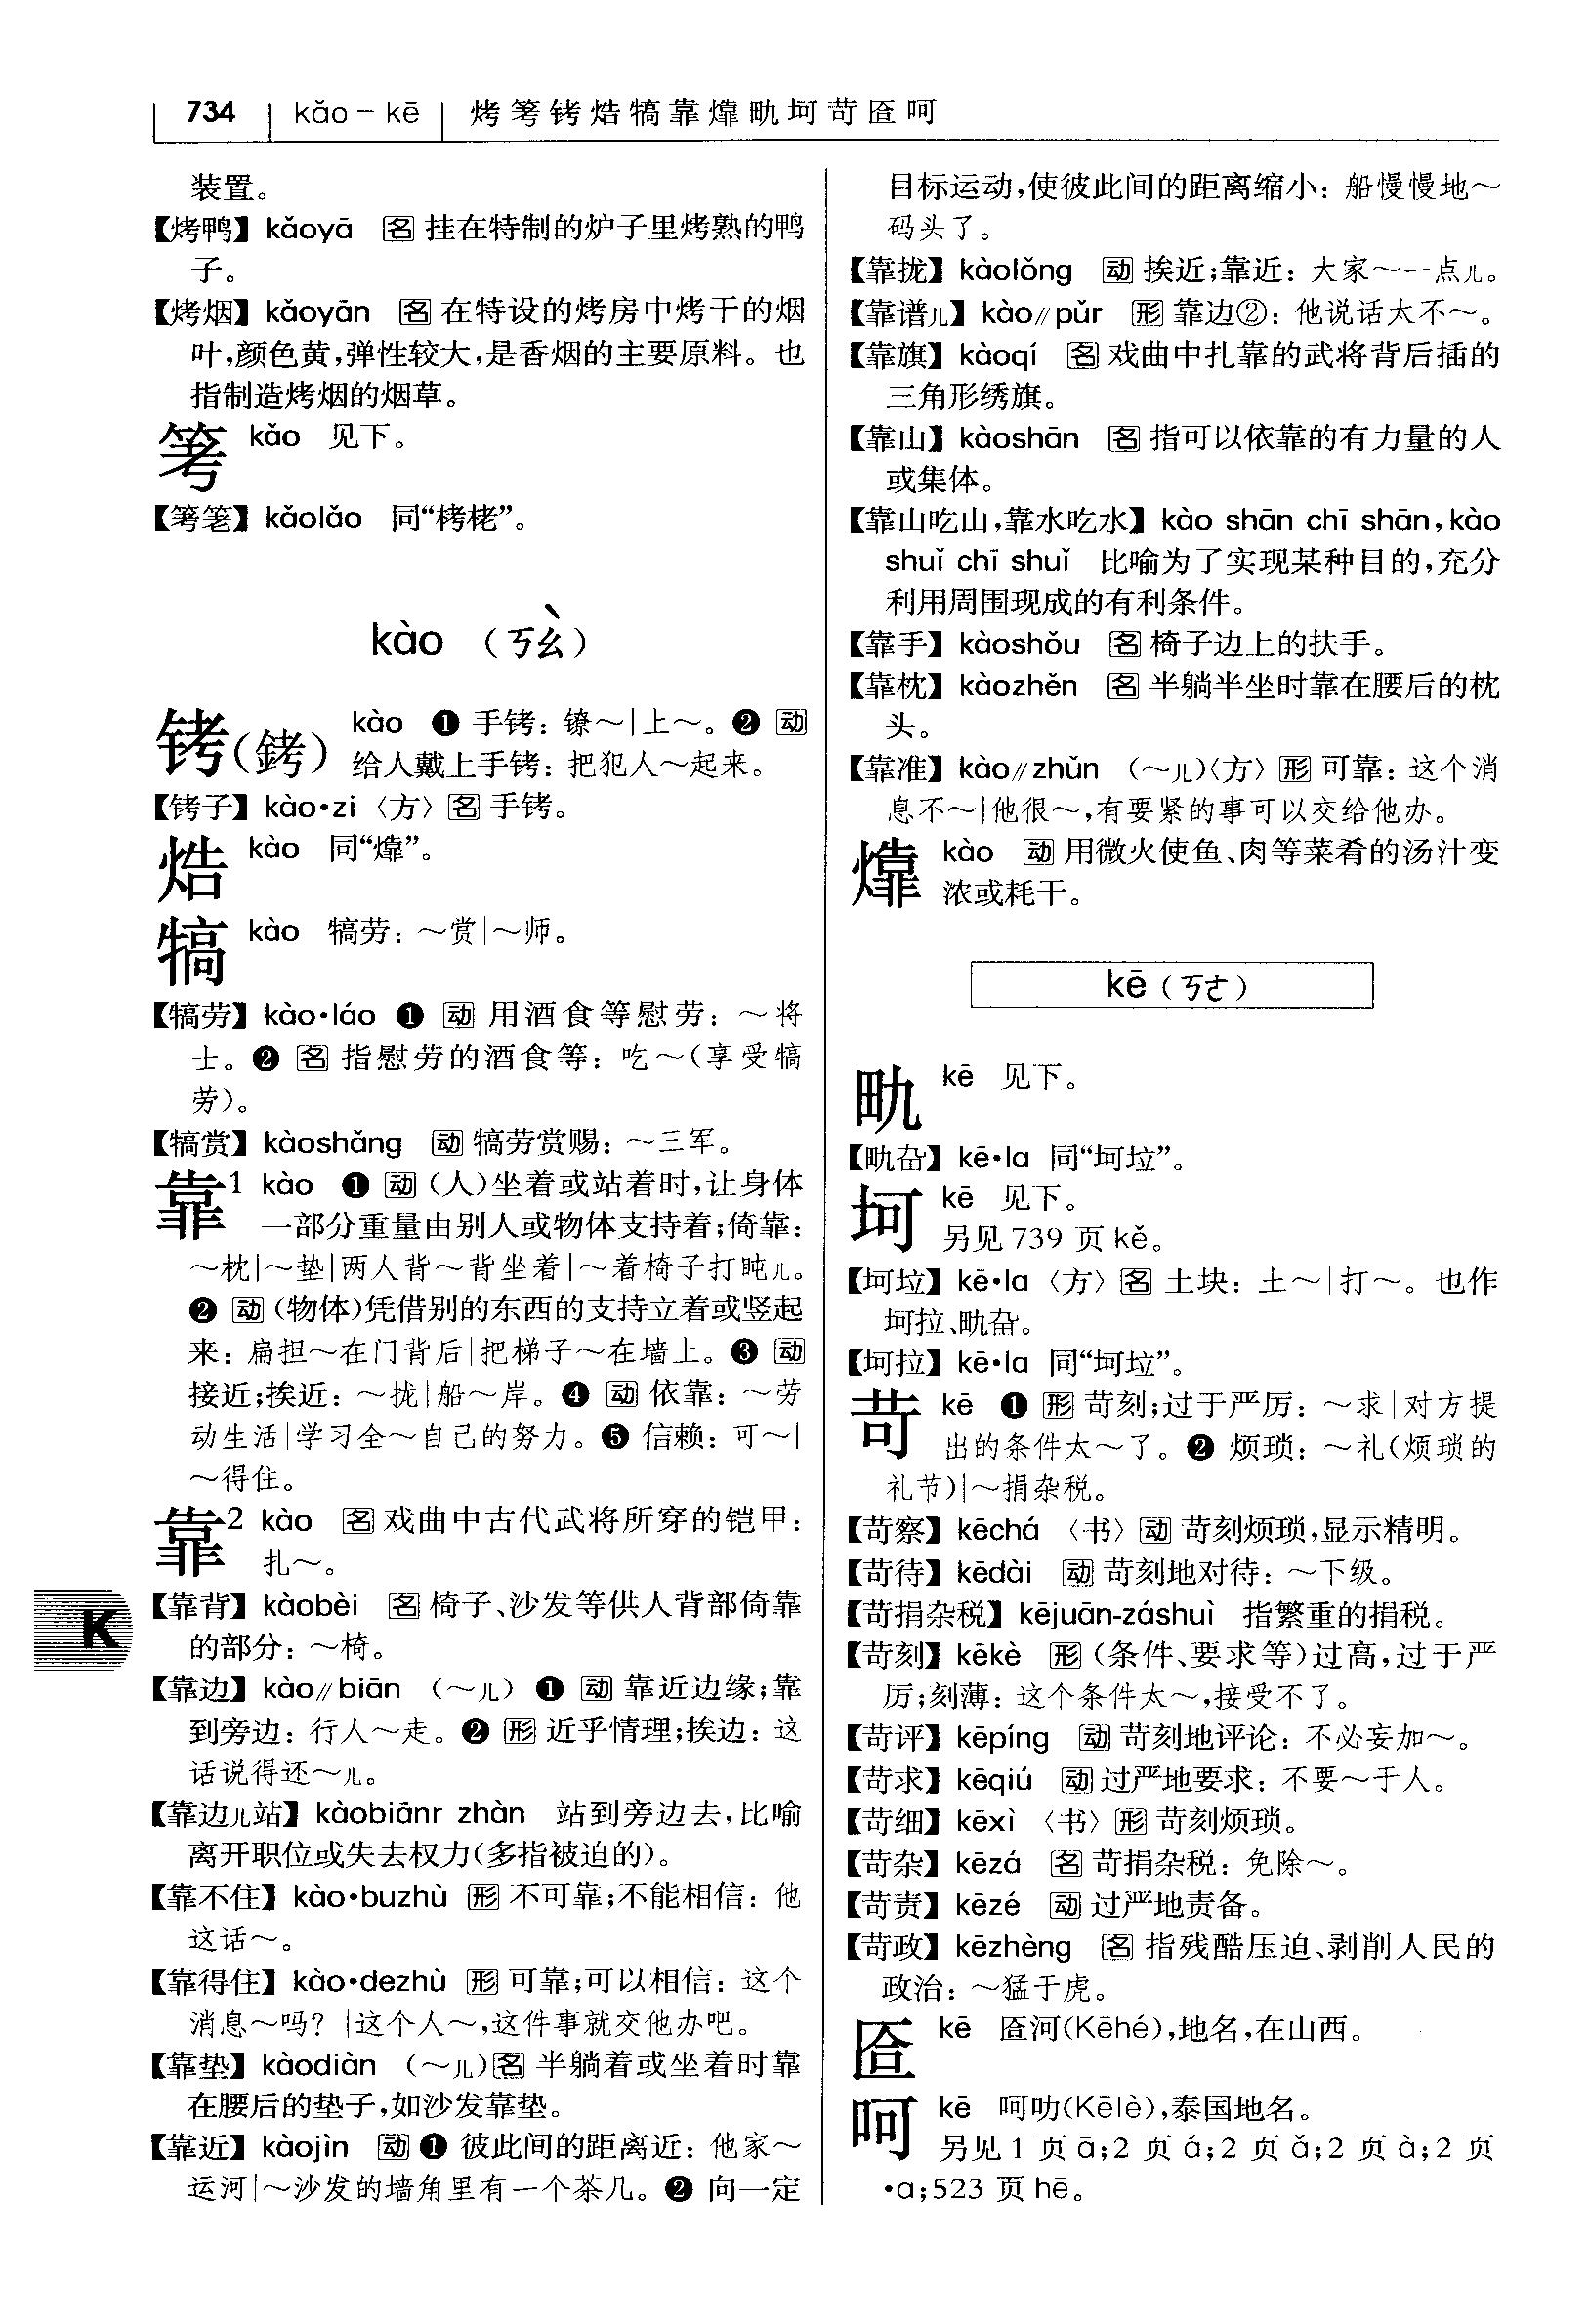 734 kǎo－kē 烤䇢铐焅犒靠㸆𤱍坷苛匼呵
装置。
【烤鸭】kǎoyā 名 挂在特制的炉子里烤熟的鸭
子。
【烤烟】kǎoyān 名 在特设的烤房中烤干的烟
叶,颜色黄,弹性较大,是香烟的主要原料。也
指制造烤烟的烟草。
kǎo 见下。
kǎolǎo 同“栲栳”。
kào （ㄎㄠˋ）
铐(銬) kào ❶ 手铐：镣～|上～。❷ 动
给人戴上手铐：把犯人～起来。
【铐子】kào•zi〈方〉名 手铐。
焅 kào 同“㸆”。
犒 kào 犒劳：～赏|～师。
【犒劳】kào•láo ❶ 动 用酒食等慰劳：～将
士。❷ 名 指慰劳的酒食等：吃～(享受犒
劳)。
【犒赏】kàoshǎng 动 犒劳赏赐：～三军。
靠1 kào ❶ 动 (人)坐着或站着时,让身体
一部分重量由别人或物体支持着;倚靠：
～枕|～垫|两人背～背坐着|～着椅子打盹儿。
❷ 动 (物体)凭借别的东西的支持立着或竖起
来：扁担～在门背后|把梯子～在墙上。❸ 动
接近;挨近：～拢|船～岸。❹ 动 依靠：～劳
动生活|学习全～自己的努力。❺ 信赖：可～|
～得住。
靠2 kào 名 戏曲中古代武将所穿的铠甲：
扎～。
【靠背】kàobèi 名 椅子、沙发等供人背部倚靠
的部分：～椅。
【靠边】kào∥biān （～儿）❶ 动 靠近边缘;靠
到旁边：行人～走。❷ 形 近乎情理;挨边：这
话说得还～儿。
【靠边儿站】kàobiānr zhàn 站到旁边去,比喻
离开职位或失去权力(多指被迫的)。
【靠不住】kào•buzhù 形 不可靠;不能相信：他
这话～。
【靠得住】kào•dezhù 形 可靠;可以相信：这个
消息～吗？|这个人～,这件事就交他办吧。
【靠垫】kàodiàn （～儿)名 半躺着或坐着时靠
在腰后的垫子,如沙发靠垫。
【靠近】kàojìn 动 ❶ 彼此间的距离近：他家～
运河|～沙发的墙角里有一个茶几。❷ 向一定
K
目标运动,使彼此间的距离缩小：船慢慢地～
码头了。
【靠拢】kàolǒng 动 挨近;靠近：大家～一点儿。
【靠谱儿】kào∥pǔr 形 靠边②：他说话太不～。
【靠旗】kàoqí 名 戏曲中扎靠的武将背后插的
三角形绣旗。
【靠山】kàoshān 名 指可以依靠的有力量的人
或集体。
【靠山吃山,靠水吃水】kào shān chī shān,kào
shuǐ chī shuǐ 比喻为了实现某种目的,充分
利用周围现成的有利条件。
【靠手】kàoshǒu 名 椅子边上的扶手。
【靠枕】kàozhěn 名 半躺半坐时靠在腰后的枕
头。
【靠准】kào∥zhǔn （～儿)〈方〉形 可靠：这个消
息不～|他很～,有要紧的事可以交给他办。
㸆 kào 动 用微火使鱼、肉等菜肴的汤汁变
浓或耗干。
kē（ㄎㄜ）
kē 见下。
kē•la 同“坷垃”。
坷 kē 见下。
另见 739 页 kě。
【坷垃】kē•la〈方〉名 土块：土～|打～。也作
坷拉、
【坷拉】kē•la 同“坷垃”。
苛 kē ❶ 形 苛刻;过于严厉：～求|对方提
出的条件太～了。❷ 烦琐：～礼(烦琐的
礼节)|～捐杂税。
【苛察】kēchá〈书〉动 苛刻烦琐,显示精明。
【苛待】kēdài 动 苛刻地对待：～下级。
【苛捐杂税】kējuān-záshuì 指繁重的捐税。
【苛刻】kēkè 形 (条件、要求等)过高,过于严
厉;刻薄：这个条件太～,接受不了。
【苛评】kēpíng 动 苛刻地评论：不必妄加～。
【苛求】kēqiú 动 过严地要求：不要～于人。
【苛细】kēxì〈书〉形 苛刻烦琐。
【苛杂】kēzá 名 苛捐杂税：免除～。
【苛责】kēzé 动 过严地责备。
【苛政】kēzhèng 名 指残酷压迫、剥削人民的
政治：～猛于虎。
匼 kē 匼河(Kēhé),地名,在山西。
呵 kē 呵叻(Kēlè),泰国地名。
另见 1 页 ā;2 页 á;2 页 ǎ;2 页 à;2 页
•a;523 页 hē。